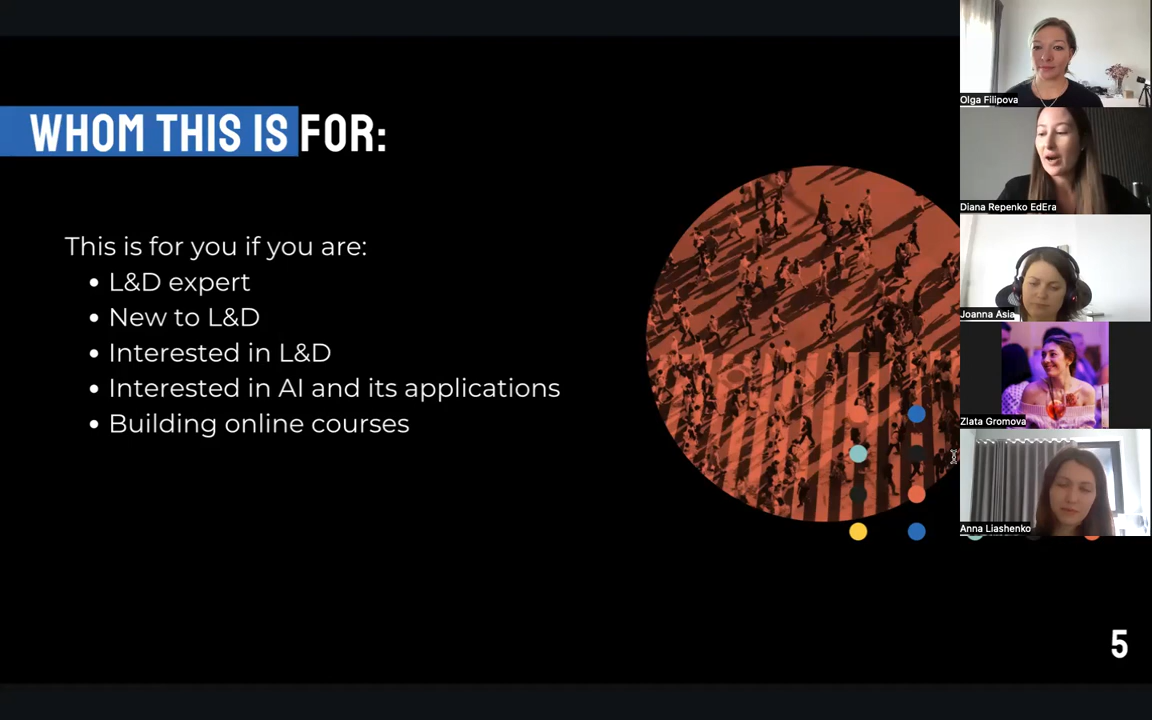 WHOM THIS IS FOR:
This is for you if you are:
• L&D expert
• New to L&D
• Interested in L&D
• Interested in AI and its applications
• Building online courses
5
Olga Filipova
Diana Repenko EdEra
Joanna Asia
Zlata Gromova
Anna Liashenko